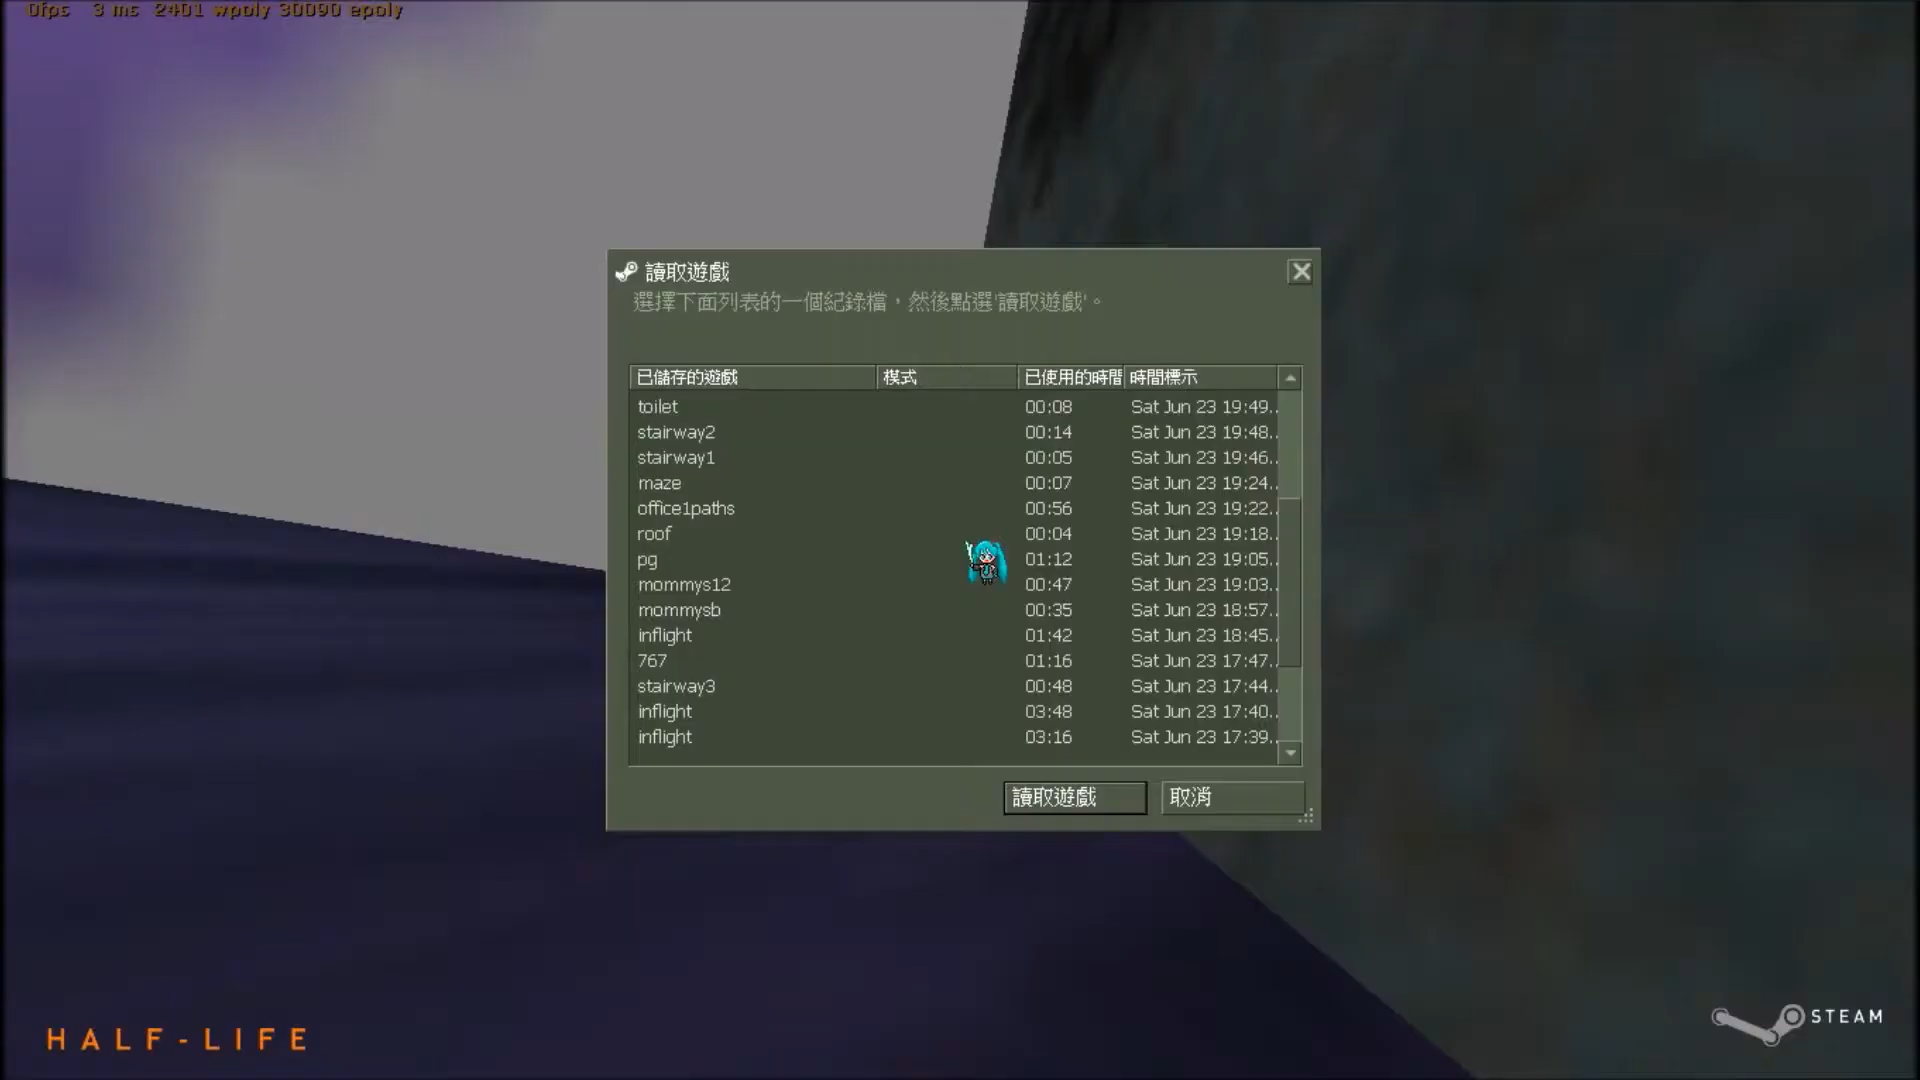 0fps 3 ms 2401 wpoly 30090 epoly
讀取遊戲
選擇下面列表的一個紀錄檔，然後點選'讀取遊戲'。
已儲存的遊戲 模式 已使用的時間 時間標示
toilet 00:08 Sat Jun 23 19:49..
stairway2 00:14 Sat Jun 23 19:48..
stairway1 00:05 Sat Jun 23 19:46..
maze 00:07 Sat Jun 23 19:24..
office1paths 00:56 Sat Jun 23 19:22..
roof 00:04 Sat Jun 23 19:18..
pg 01:12 Sat Jun 23 19:05..
mommys12 00:47 Sat Jun 23 19:03..
mommysb 00:35 Sat Jun 23 18:57..
inflight 01:42 Sat Jun 23 18:45..
767 01:16 Sat Jun 23 17:47..
stairway3 00:48 Sat Jun 23 17:44..
inflight 03:48 Sat Jun 23 17:40..
inflight 03:16 Sat Jun 23 17:39..
讀取遊戲 取消
HALF-LIFE
STEAM